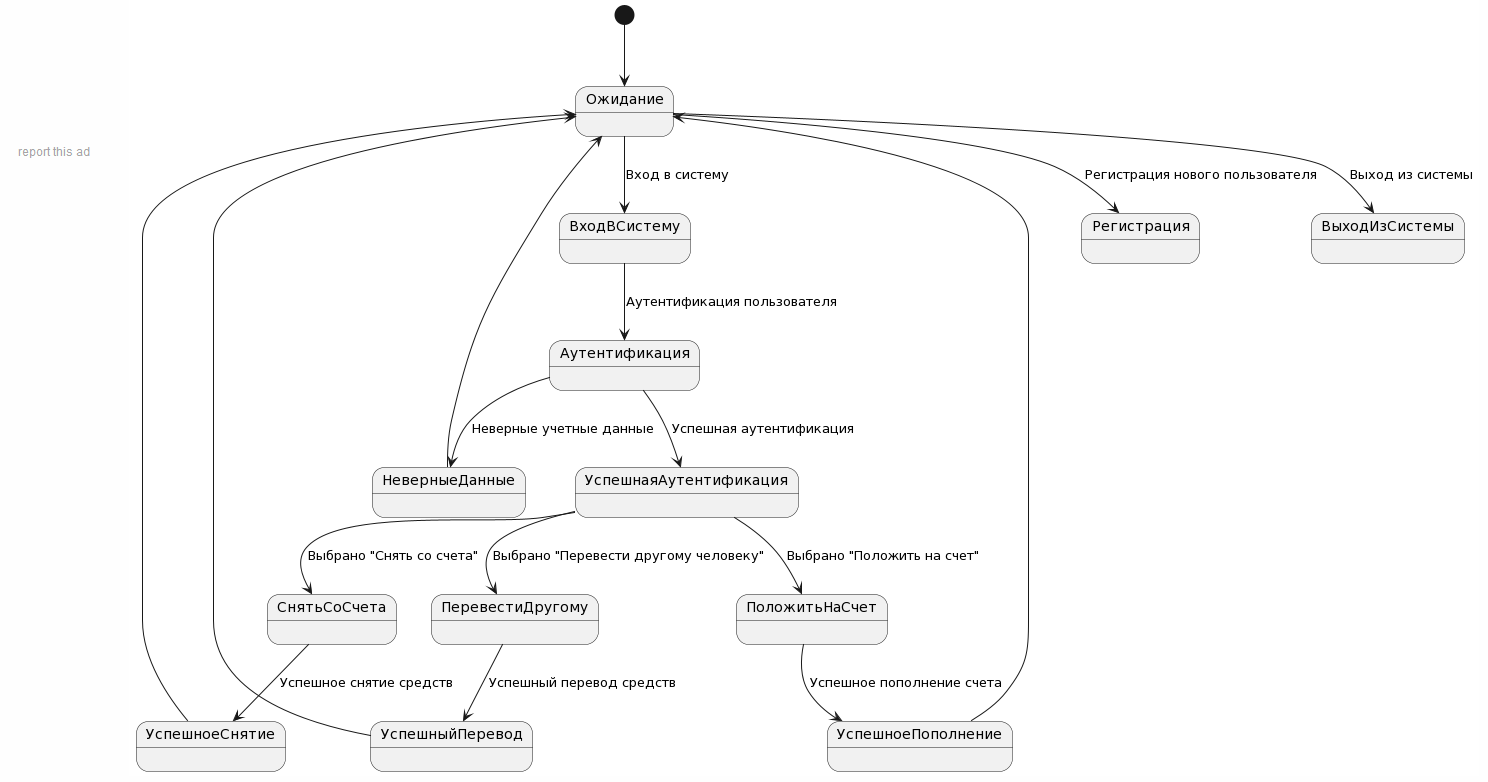 Ожидание
report this ad
Вход в систему
Регистрация нового пользователя
Выход из системы
ВходВСистему
Регистрация
ВыходИзСистемы
Аутентификация пользователя
Аутентификация
Неверные учетные данные
Успешная аутентификация
НеверныеДанные
УспешнаяАутентификация
Выбрано "Снять со счета"
Выбрано "Перевести другому человеку"
Выбрано "Положить на счет"
СнятьСоСчета
ПеревестиДругому
ПоложитьНаСчет
Успешное снятие средств
Успешный перевод средств
Успешное пополнение счета
УспешноеСнятие
УспешныйПеревод
УспешноеПополнение